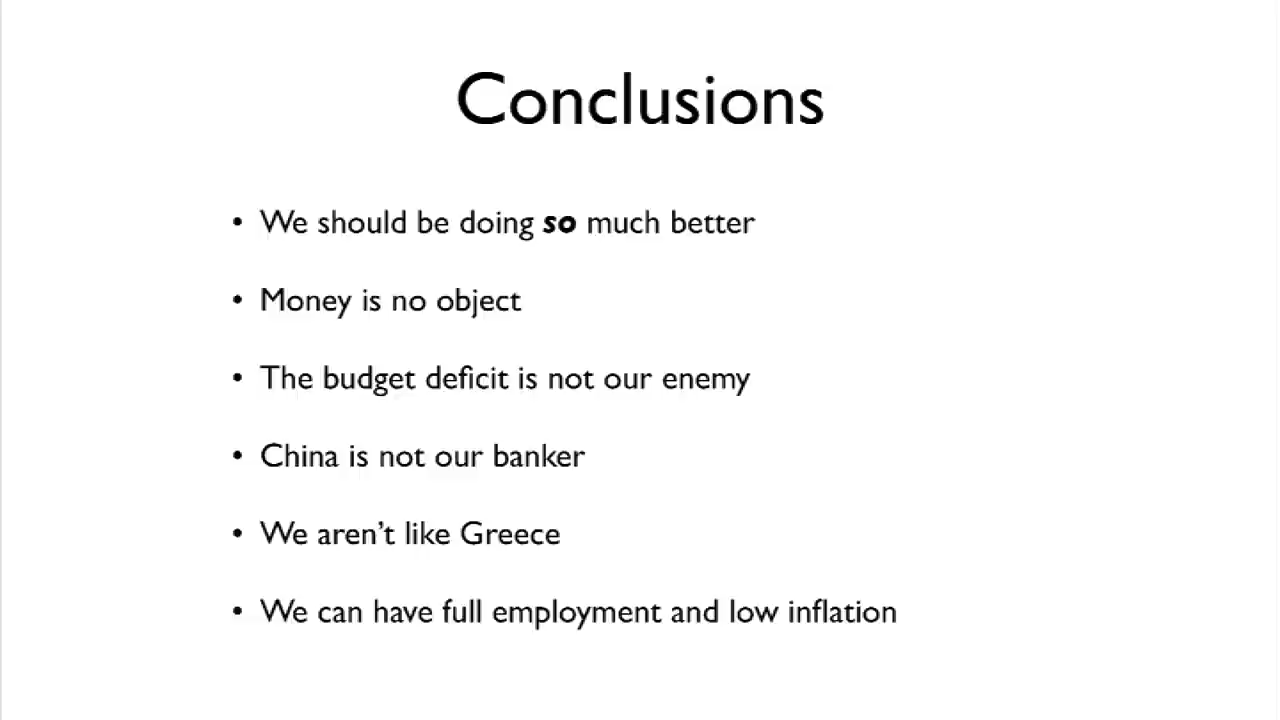 Conclusions
• We should be doing so much better
• Money is no object
• The budget deficit is not our enemy
• China is not our banker
• We aren’t like Greece
• We can have full employment and low inflation